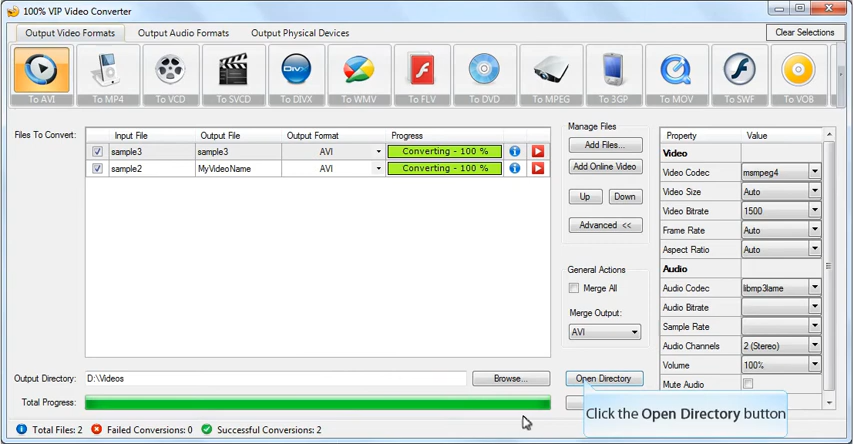 100% VIP Video Converter
Output Video Formats Output Audio Formats Output Physical Devices Clear Selections
To AVI To MP4 To VCD To SVCD To DIVX To WMV To FLV To DVD To MPEG To 3GP To MOV To SWF To VOB
Files To Convert:
Input File Output File Output Format Progress
sample3 sample3 AVI Converting - 100 %
sample2 MyVideoName AVI Converting - 100 %
Manage Files
Add Files...
Add Online Video
Up Down
Advanced <<
General Actions
Merge All
Merge Output:
AVI
Property Value
Video
Video Codec msmpeg4
Video Size Auto
Video Bitrate 1500
Frame Rate Auto
Aspect Ratio Auto
Audio
Audio Codec libmp3lame
Audio Bitrate
Sample Rate
Audio Channels 2 (Stereo)
Volume 100%
Mute Audio
Output Directory: D:\Videos Browse... Open Directory
Total Progress:
Click the Open Directory button
Total Files: 2 Failed Conversions: 0 Successful Conversions: 2